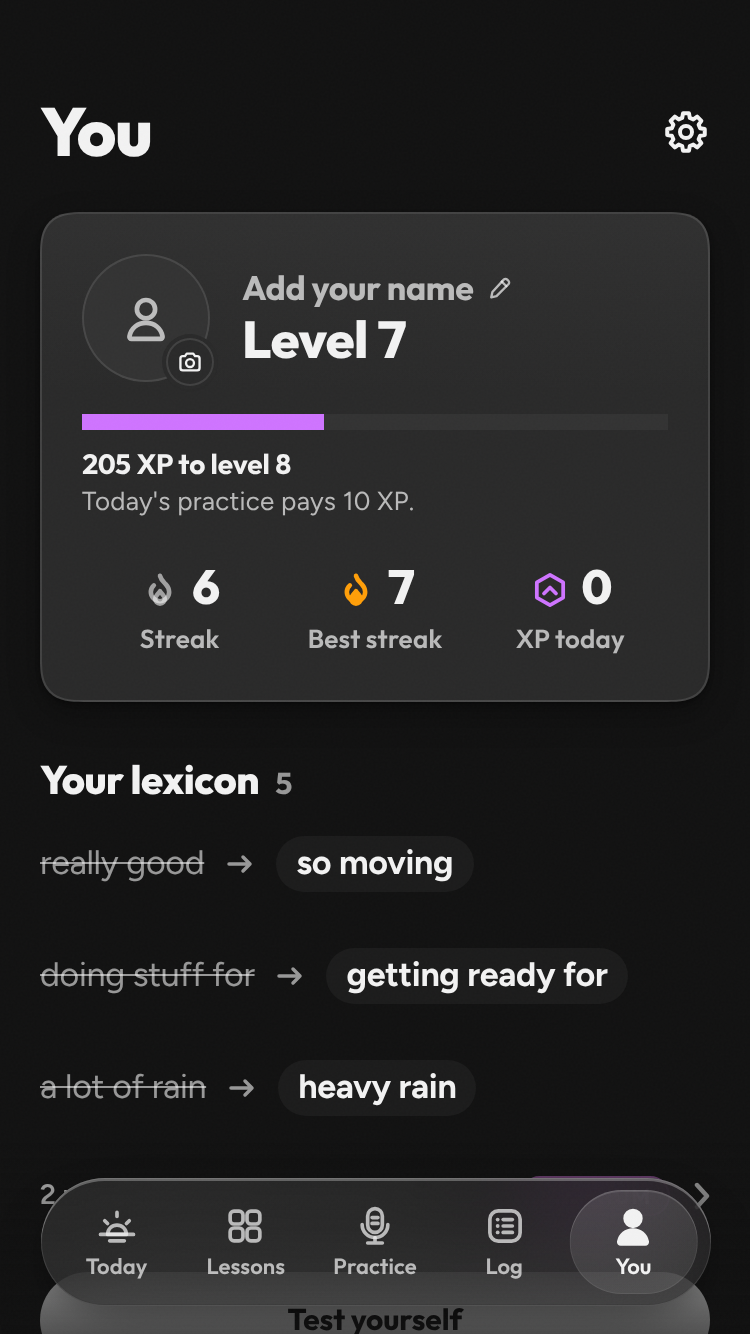 You
Add your name
Level 7
205 XP to level 8
Today's practice pays 10 XP.
6
Streak
7
Best streak
0
XP today
Your lexicon 5
really good → so moving
doing stuff for → getting ready for
a lot of rain → heavy rain
2
Today
Lessons
Practice
Log
You
Test yourself